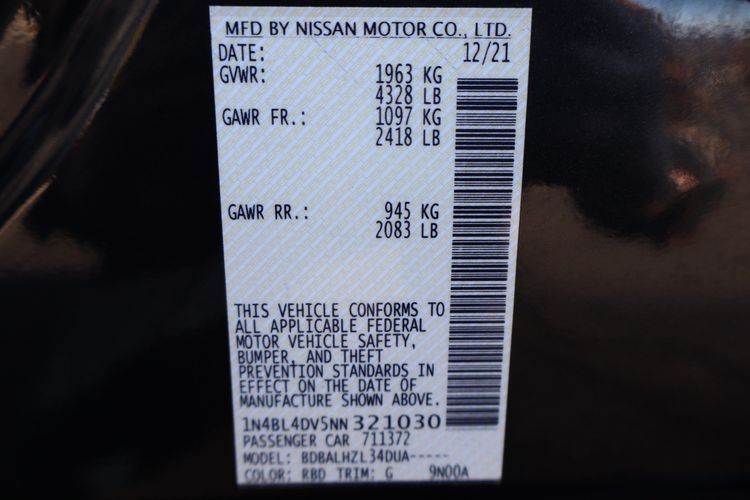 MFD BY NISSAN MOTOR CO., LTD.
DATE: 12/21
GVWR: 1963 KG
4328 LB
GAWR FR.: 1097 KG
2418 LB
GAWR RR.: 945 KG
2083 LB
THIS VEHICLE CONFORMS TO
ALL APPLICABLE FEDERAL
MOTOR VEHICLE SAFETY,
BUMPER, AND THEFT
PREVENTION STANDARDS IN
EFFECT ON THE DATE OF
MANUFACTURE SHOWN ABOVE.
1N4BL4DV5NN321030
PASSENGER CAR 711372
MODEL: BDBALHZL34DUA-----
COLOR: RBD TRIM: G 9N00A